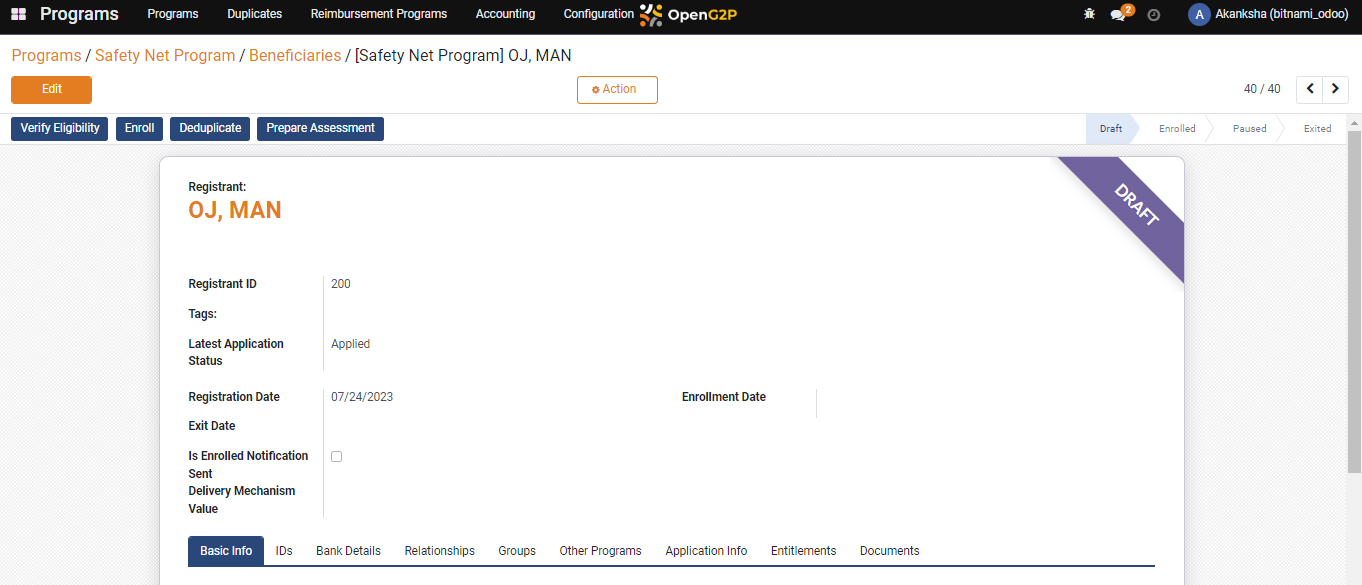 Programs Programs Duplicates Reimbursement Programs Accounting Configuration OpenG2P 2 A Akanksha (bitnami_odoo)
Programs / Safety Net Program / Beneficiaries / [Safety Net Program] OJ, MAN
Edit Action 40 / 40
Verify Eligibility Enroll Deduplicate Prepare Assessment Draft Enrolled Paused Exited
DRAFT
Registrant:
OJ, MAN
Registrant ID 200
Tags:
Latest Application Applied
Status
Registration Date 07/24/2023 Enrollment Date
Exit Date
Is Enrolled Notification
Sent
Delivery Mechanism
Value
Basic Info IDs Bank Details Relationships Groups Other Programs Application Info Entitlements Documents